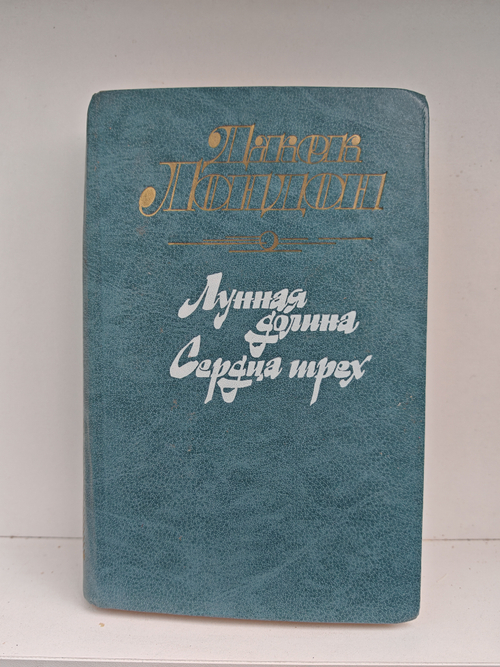 Джек
Лондон
Лунная
долина
Сердца трех